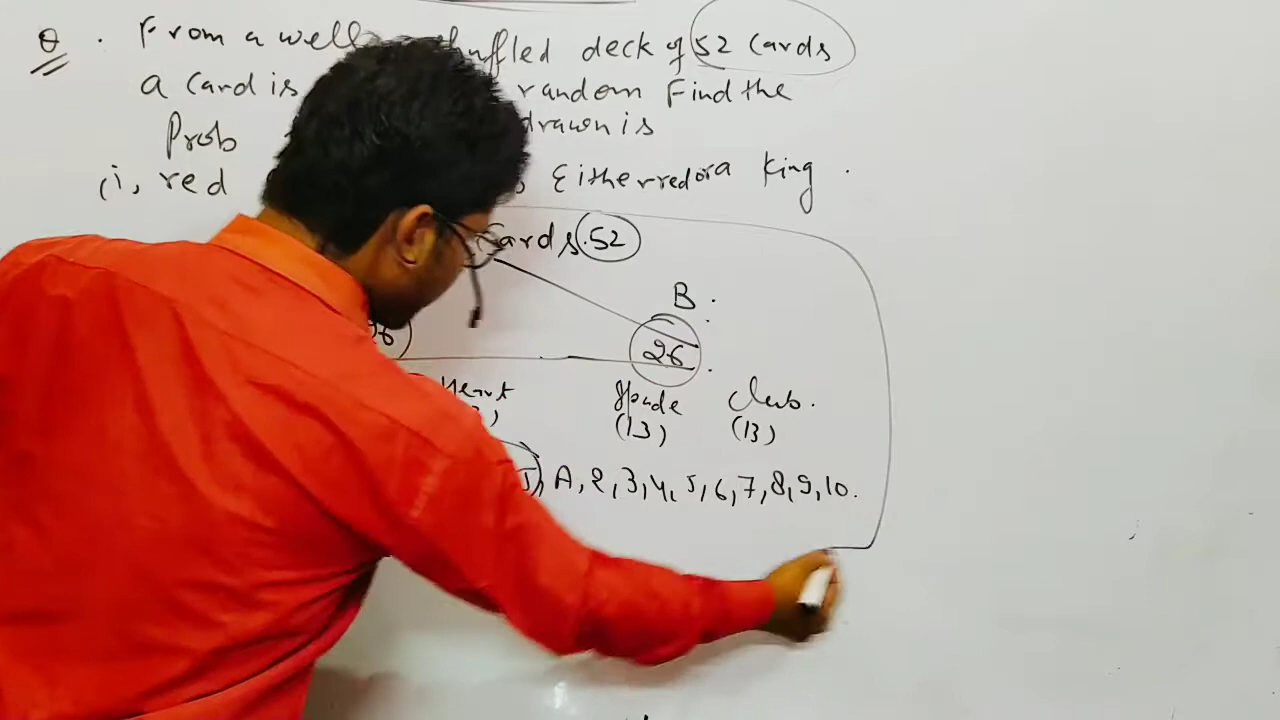 Q. From a well shuffled deck of 52 Cards
a Card is random Find the
Prob drawn is
(i, red Either red or a king.
Cards 52
B
26 26
Heart Spade Club.
(13) (13)
A, 2, 3, 4, 5, 6, 7, 8, 9, 10.